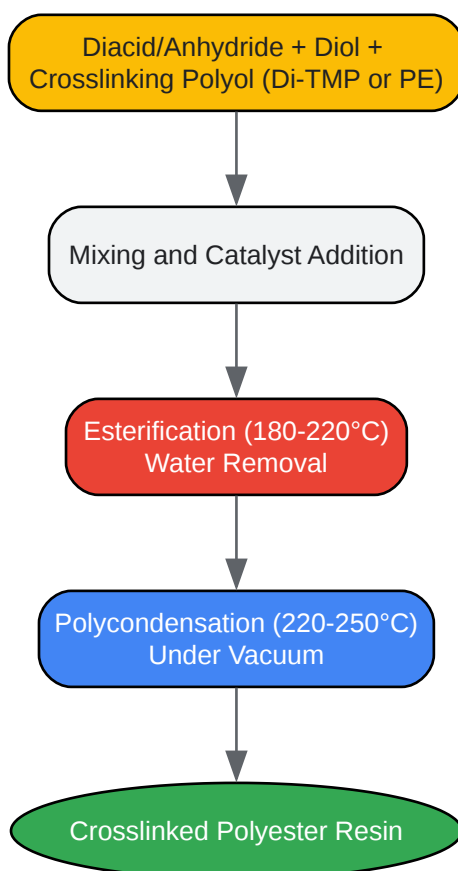 Diacid/Anhydride + Diol +
Crosslinking Polyol (Di-TMP or PE)
Mixing and Catalyst Addition
Esterification (180-220°C)
Water Removal
Polycondensation (220-250°C)
Under Vacuum
Crosslinked Polyester Resin